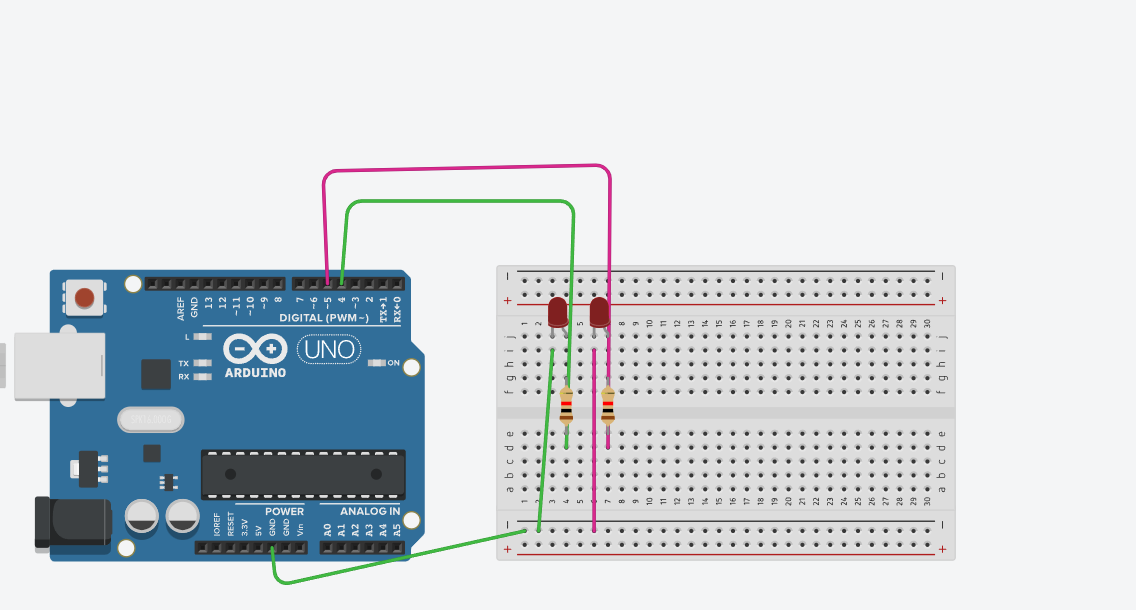 AREF
GND
13
12
~11
~10
~9
8
7
~6
~5
4
~3
2
TX→1
RX←0
DIGITAL (PWM~)
L
TX
RX
UNO
ON
ARDUINO
POWER
ANALOG IN
IOREF
RESET
3.3V
5V
GND
GND
Vin
A0
A1
A2
A3
A4
A5
− −
+ +
1 2 5 8 9 10 11 12 13 14 15 16 17 18 19 20 21 22 23 24 25 26 27 28 29 30
j j
i i
h h
g g
f f
e e
d d
c c
b b
a a
1 2 3 4 5 6 7 8 9 10 11 12 13 14 15 16 17 18 19 20 21 22 23 24 25 26 27 28 29 30
− −
+ +